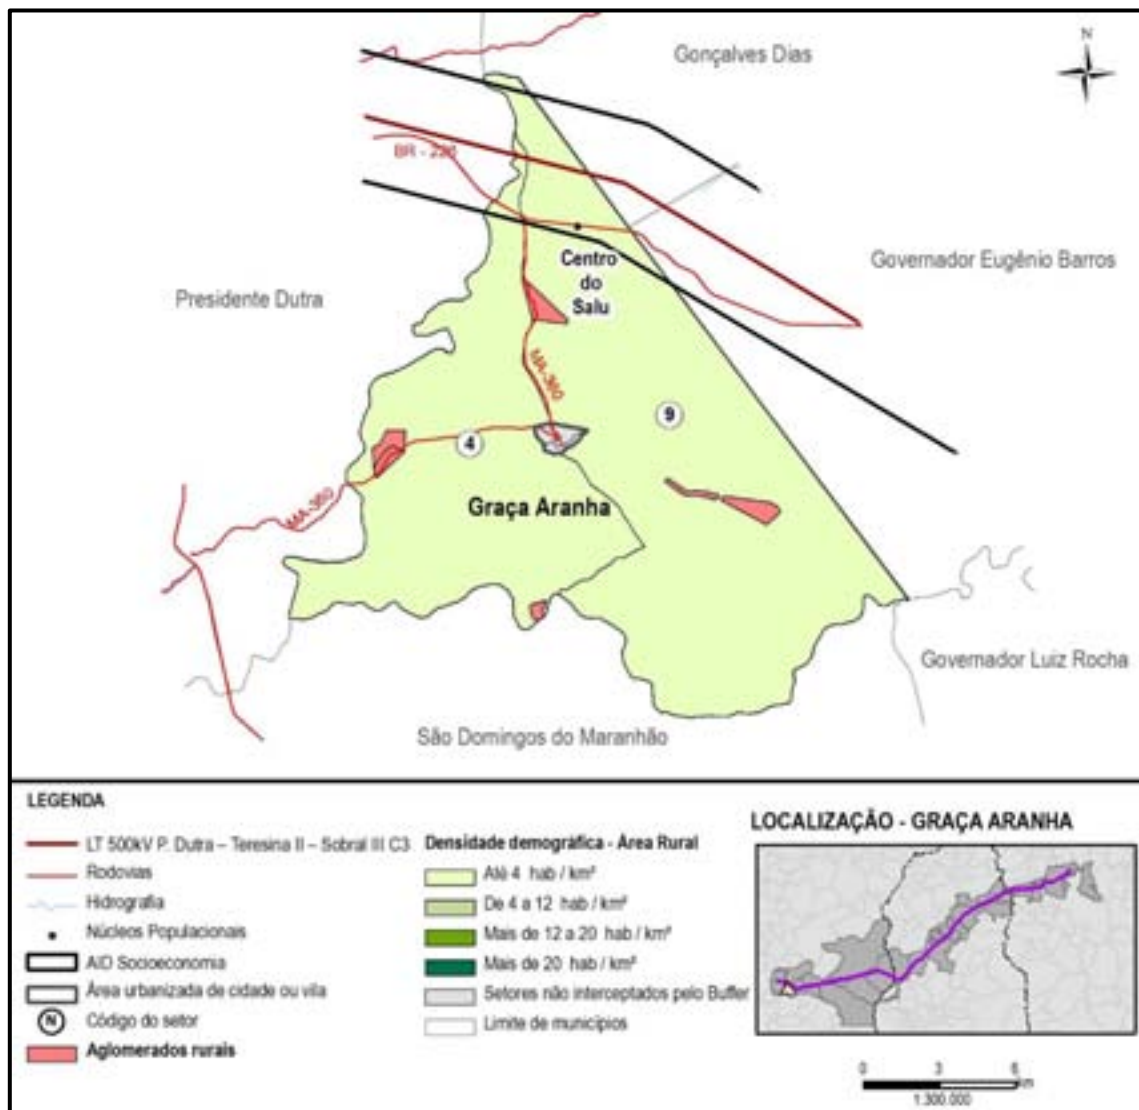 Gonçalves Dias
N
BR - 226
Governador Eugênio Barros
Centro
do
Salu
Presidente Dutra
MA-360
9
4
MA-360
Graça Aranha
Governador Luiz Rocha
São Domingos do Maranhão
LEGENDA
LT 500kV P. Dutra – Teresina II – Sobral III C3
Rodovias
Hidrografia
Núcleos Populacionais
AID Socioeconomia
Área urbanizada de cidade ou vila
N
Código do setor
Aglomerados rurais
Densidade demográfica - Área Rural
Até 4 hab / km²
De 4 a 12 hab / km²
Mais de 12 a 20 hab / km²
Mais de 20 hab / km²
Setores não interceptados pelo Buffer
Limite de municípios
LOCALIZAÇÃO - GRAÇA ARANHA
0 3 6
km
1:300.000